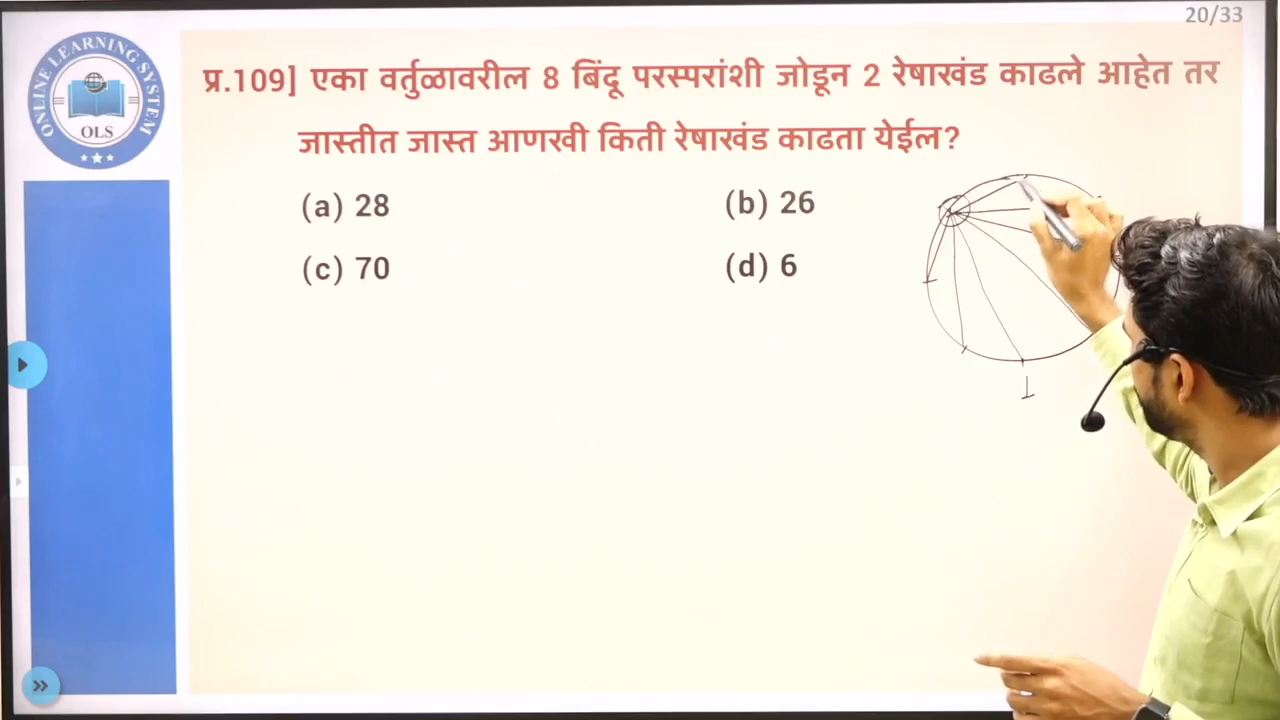 20/33
ONLINE LEARNING SYSTEM
OLS
प्र.109] एका वर्तुळावरील 8 बिंदू परस्परांशी जोडून 2 रेषाखंड काढले आहेत तर
जास्तीत जास्त आणखी किती रेषाखंड काढता येईल?
(a) 28
(b) 26
(c) 70
(d) 6